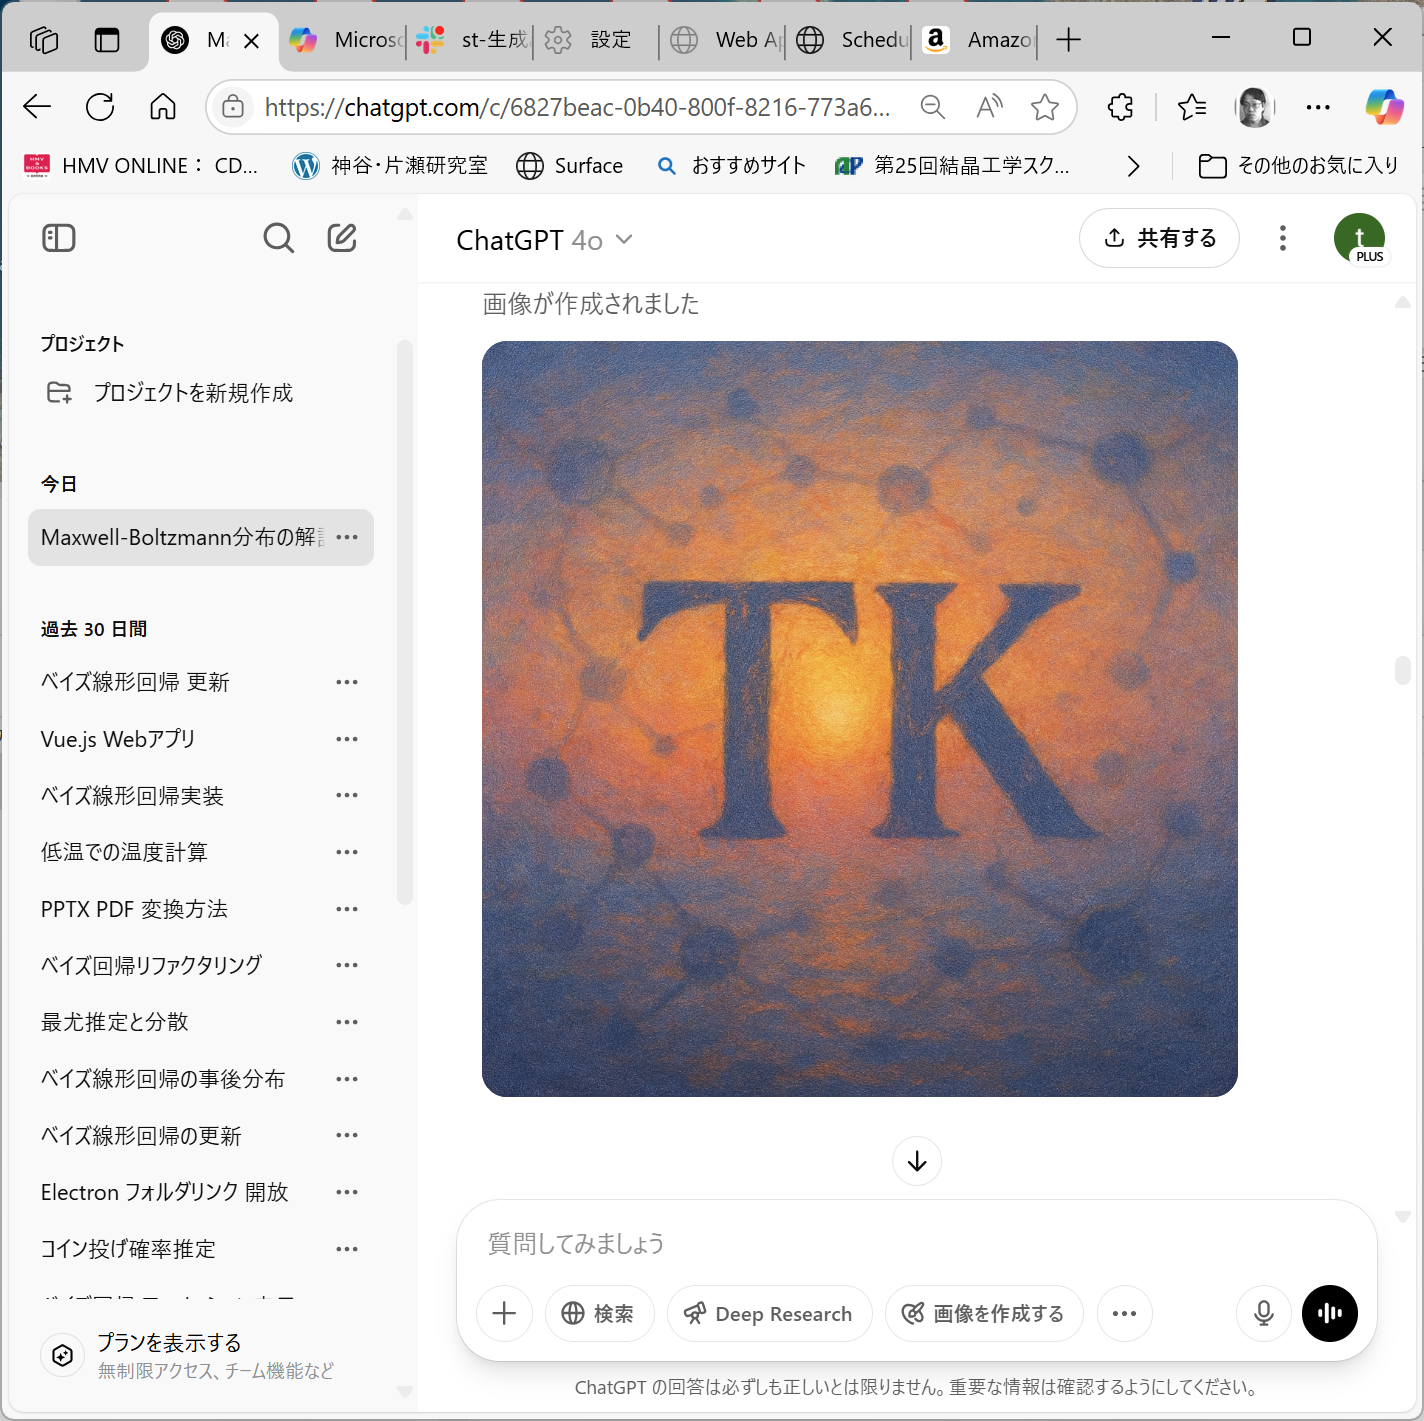 Ma
Microso
st-生成
設定
Web Ap
Schedu
Amazon
https://chatgpt.com/c/6827beac-0b40-800f-8216-773a6...
HMV ONLINE： CD...
神谷・片瀬研究室
Surface
おすすめサイト
第25回結晶工学スク...
その他のお気に入り
ChatGPT 4o
共有する
t
PLUS
プロジェクト
プロジェクトを新規作成
今日
Maxwell-Boltzmann分布の解
過去 30 日間
ベイズ線形回帰 更新
Vue.js Webアプリ
ベイズ線形回帰実装
低温での温度計算
PPTX PDF 変換方法
ベイズ回帰リファクタリング
最尤推定と分散
ベイズ線形回帰の事後分布
ベイズ線形回帰の更新
Electron フォルダリンク 開放
コイン投げ確率推定
プランを表示する
無制限アクセス、チーム機能など
画像が作成されました
TK
質問してみましょう
検索
Deep Research
画像を作成する
ChatGPT の回答は必ずしも正しいとは限りません。重要な情報は確認するようにしてください。